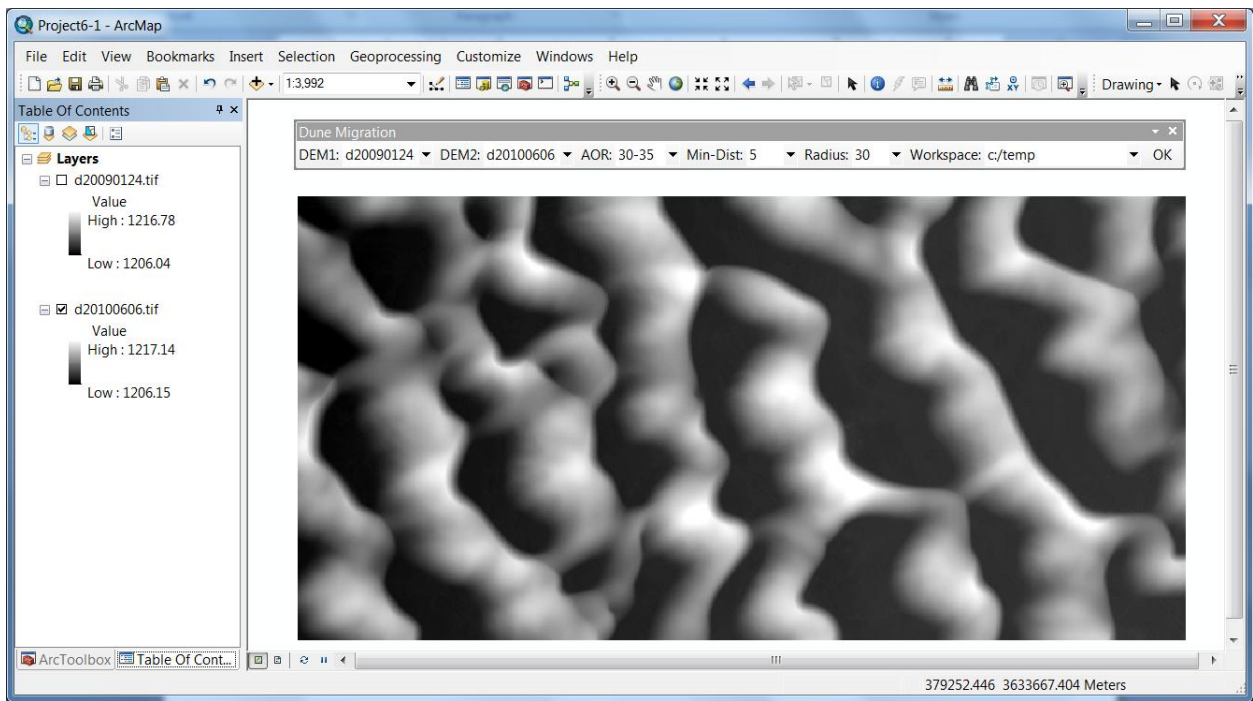 Project6-1 - ArcMap
File Edit View Bookmarks Insert Selection Geoprocessing Customize Windows Help
1:3,992
Drawing
Table Of Contents
Dune Migration
DEM1: d20090124 DEM2: d20100606 AOR: 30-35 Min-Dist: 5 Radius: 30 Workspace: c:/temp OK
Layers
d20090124.tif
Value
High : 1216.78
Low : 1206.04
d20100606.tif
Value
High : 1217.14
Low : 1206.15
ArcToolbox Table Of Cont...
379252.446 3633667.404 Meters